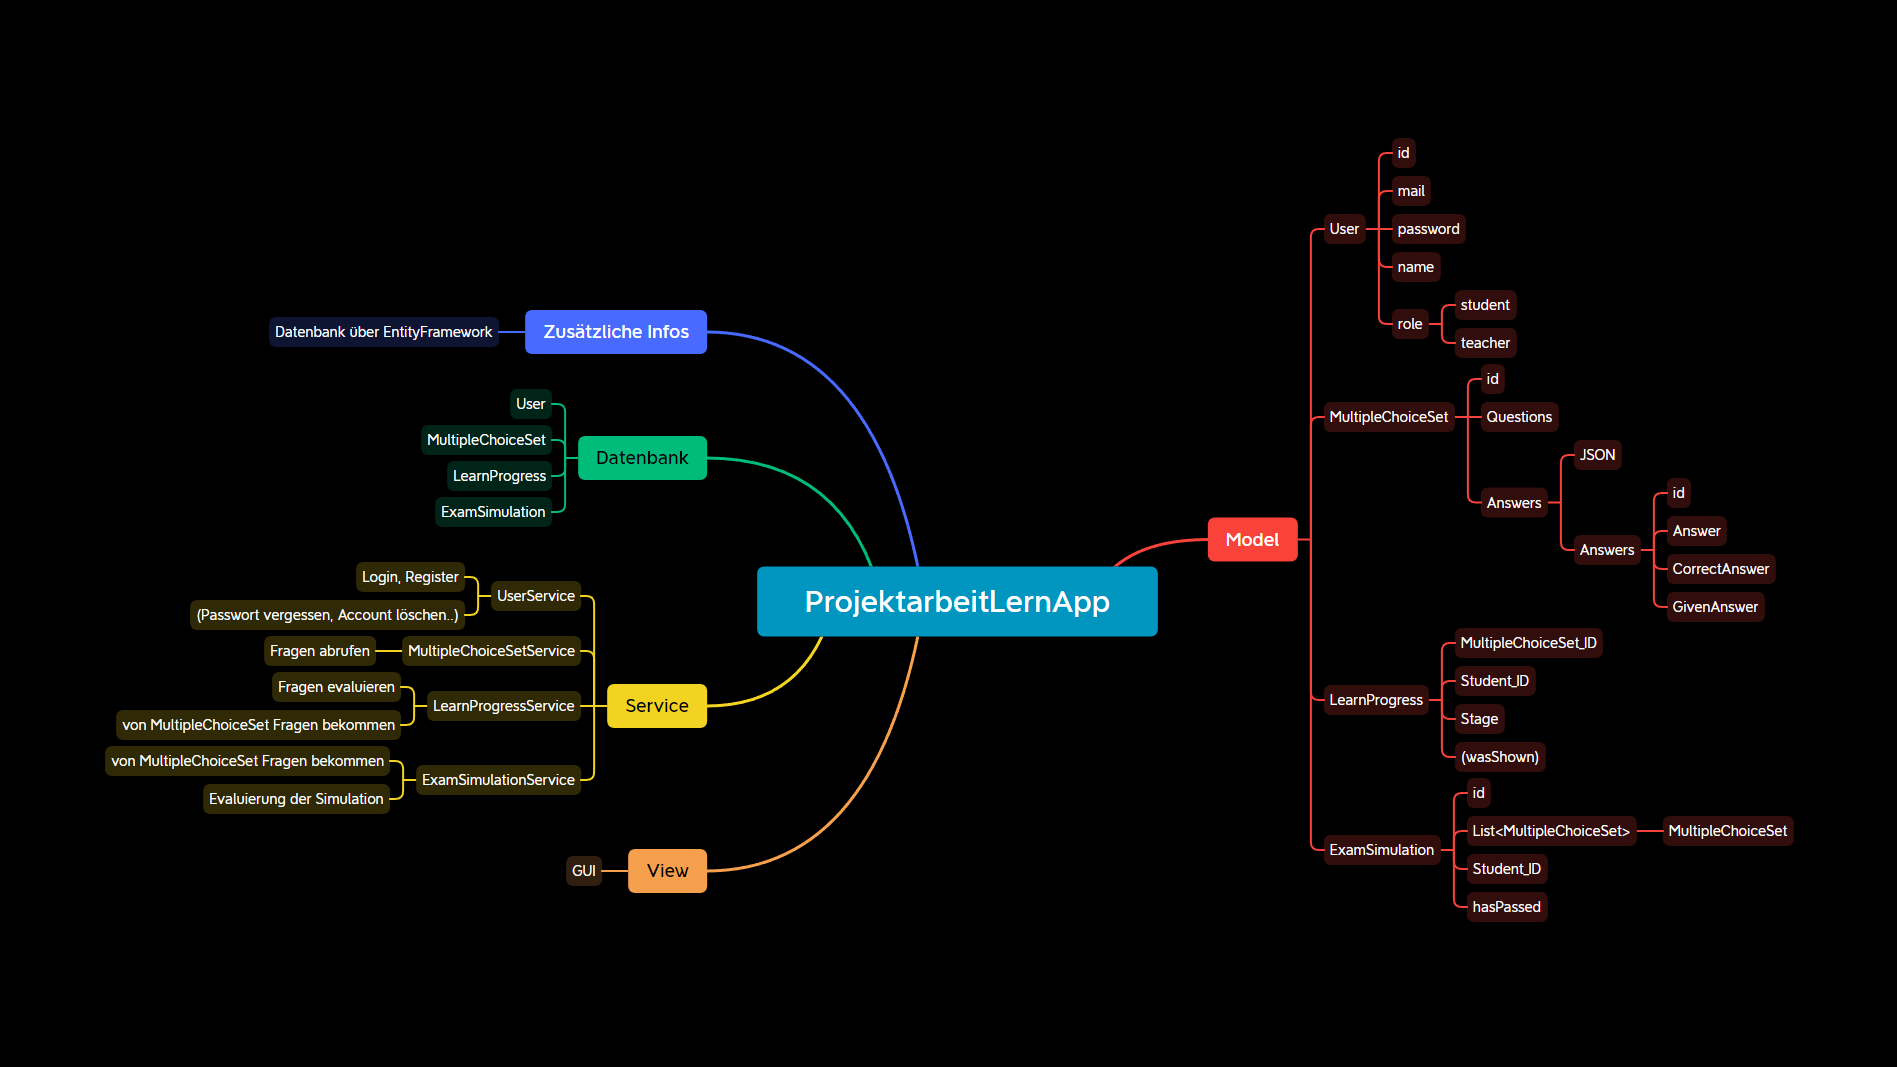 ProjektarbeitLernApp
Model
User
id
mail
password
name
role
student
teacher
MultipleChoiceSet
id
Questions
Answers
JSON
Answers
id
Answer
CorrectAnswer
GivenAnswer
LearnProgress
MultipleChoiceSet_ID
Student_ID
Stage
(wasShown)
ExamSimulation
id
List<MultipleChoiceSet>
MultipleChoiceSet
Student_ID
hasPassed
Zusätzliche Infos
Datenbank über EntityFramework
Datenbank
User
MultipleChoiceSet
LearnProgress
ExamSimulation
Service
UserService
Login, Register
(Passwort vergessen, Account löschen..)
MultipleChoiceSetService
Fragen abrufen
LearnProgressService
Fragen evaluieren
von MultipleChoiceSet Fragen bekommen
ExamSimulationService
von MultipleChoiceSet Fragen bekommen
Evaluierung der Simulation
View
GUI